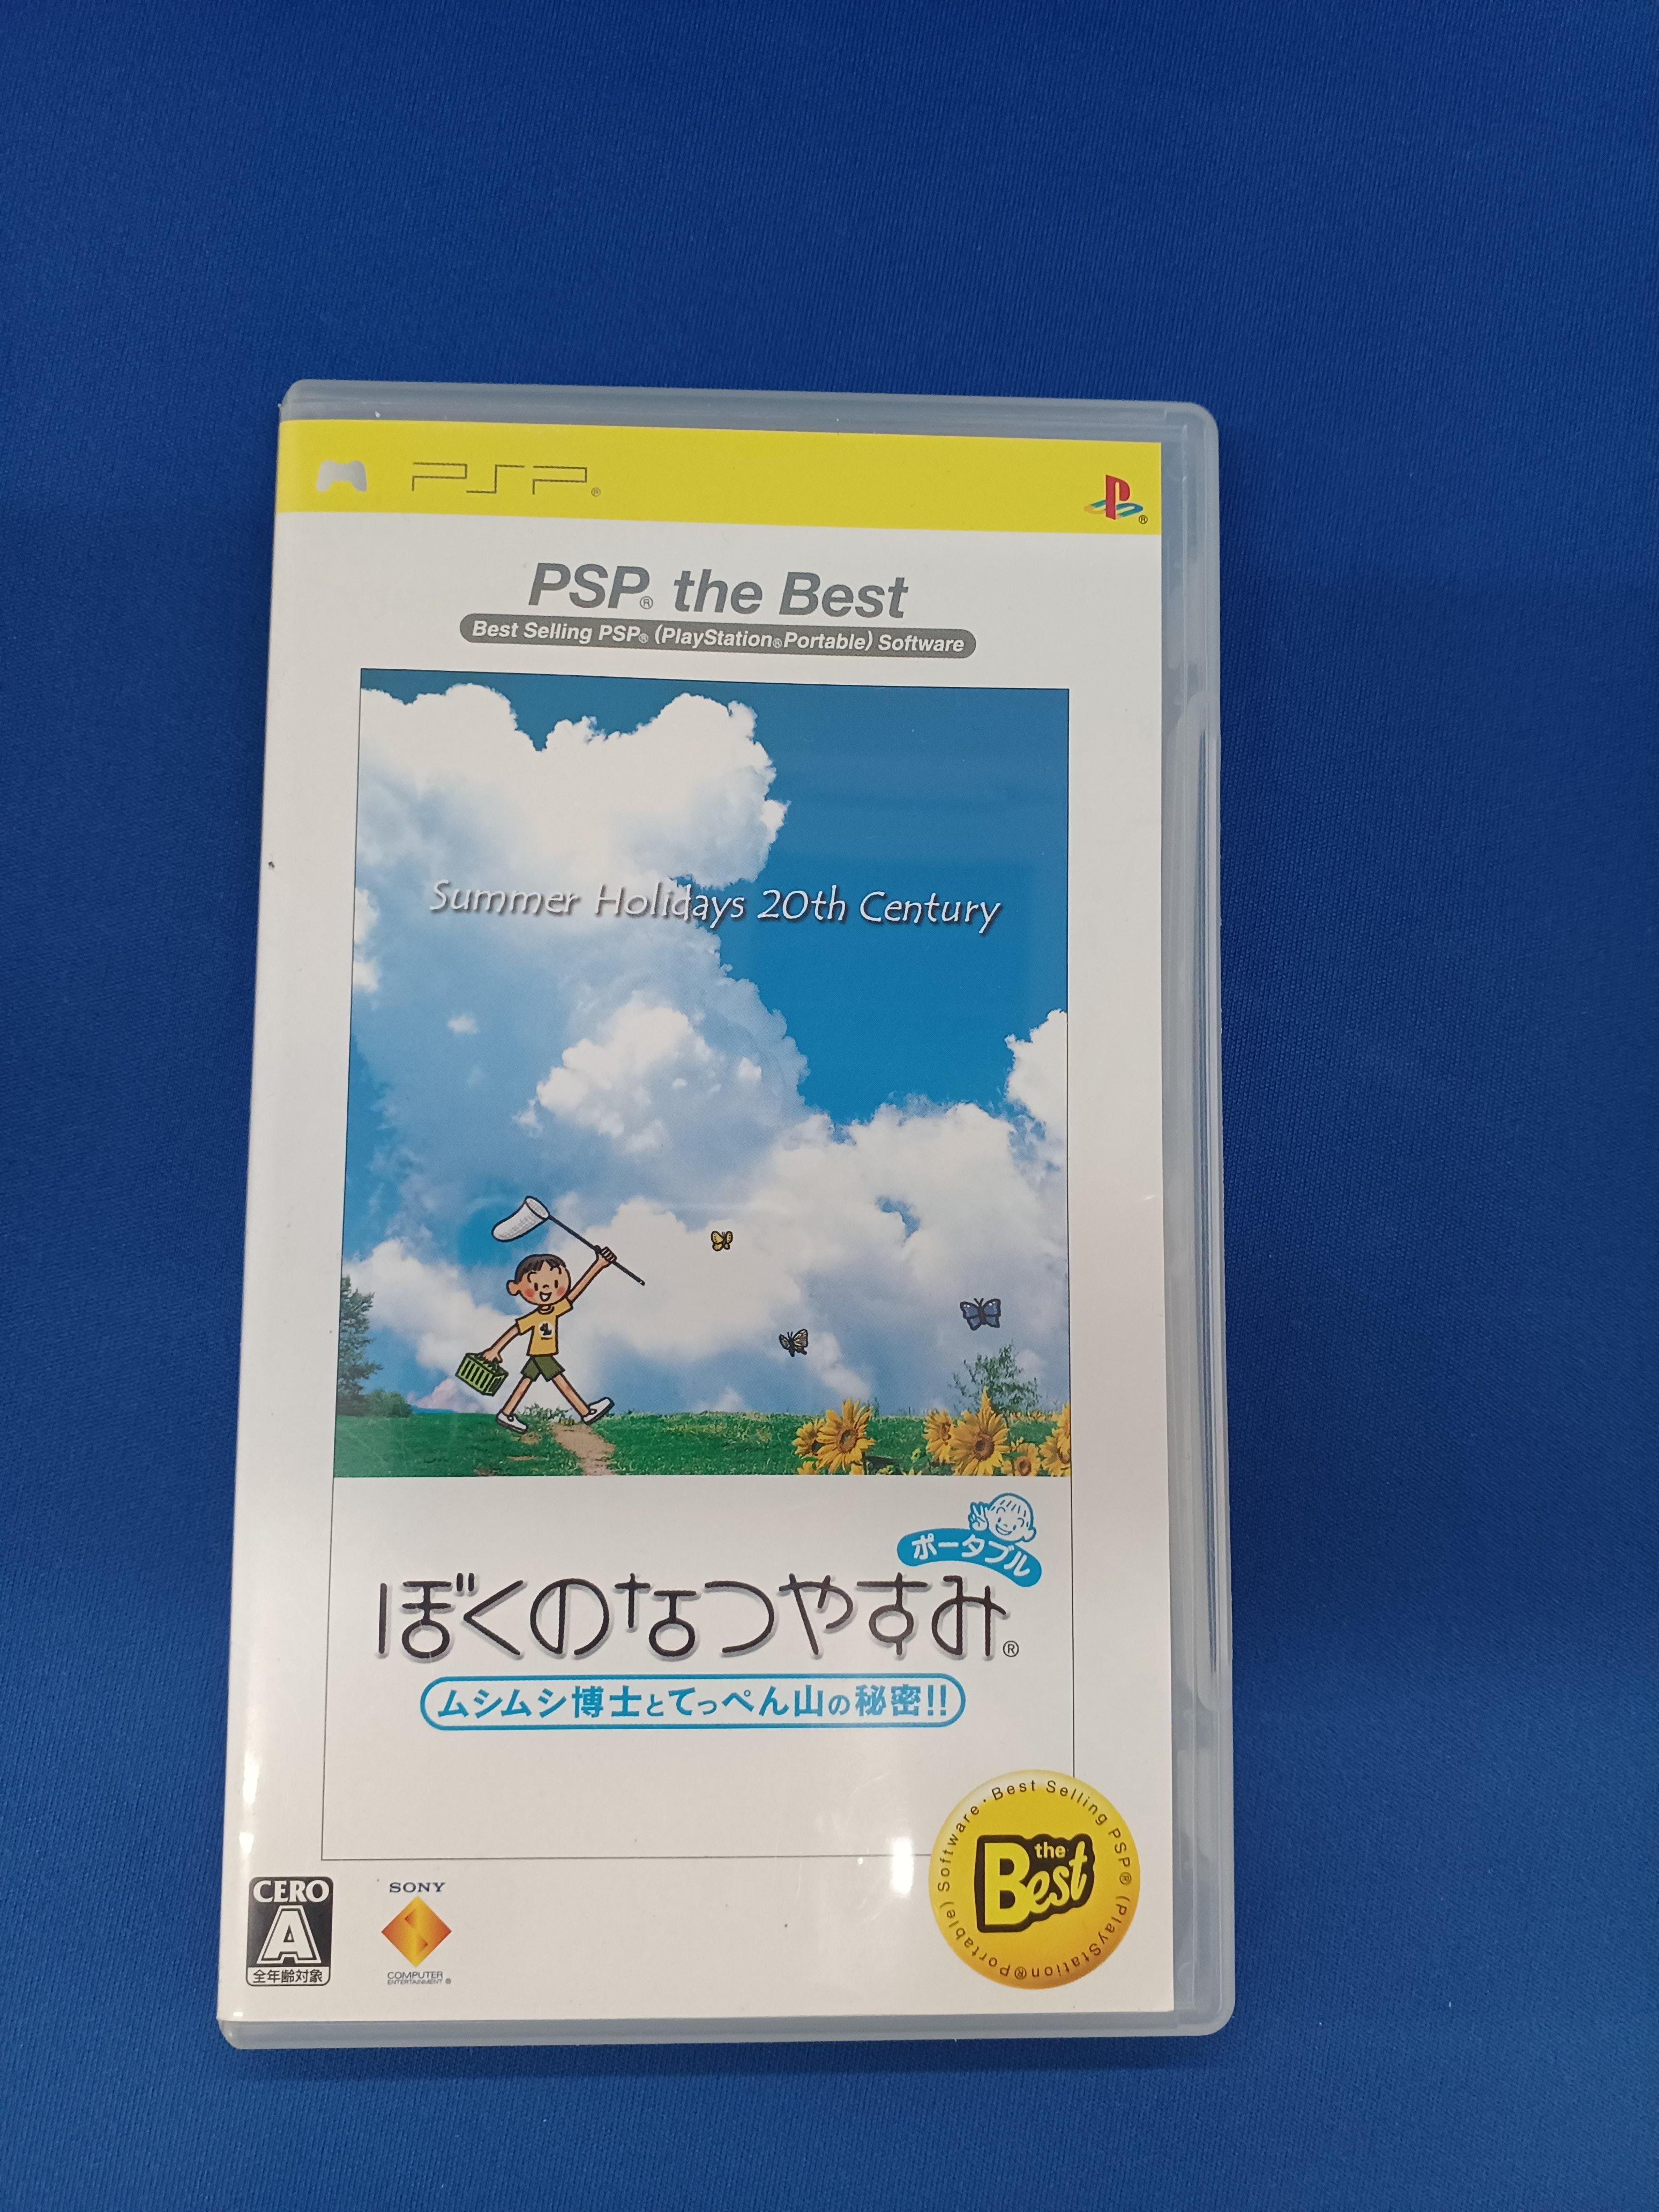 PSP®
PSP® the Best
Best Selling PSP® (PlayStation®Portable) Software
Summer Holidays 20th Century
ポータブル
ぼくのなつやすみ®
ムシムシ博士とてっぺん山の秘密!!
Best Selling PSP® (PlayStation®Portable) Software・
the
Best
CERO
A
全年齢対象
SONY
COMPUTER
ENTERTAINMENT®